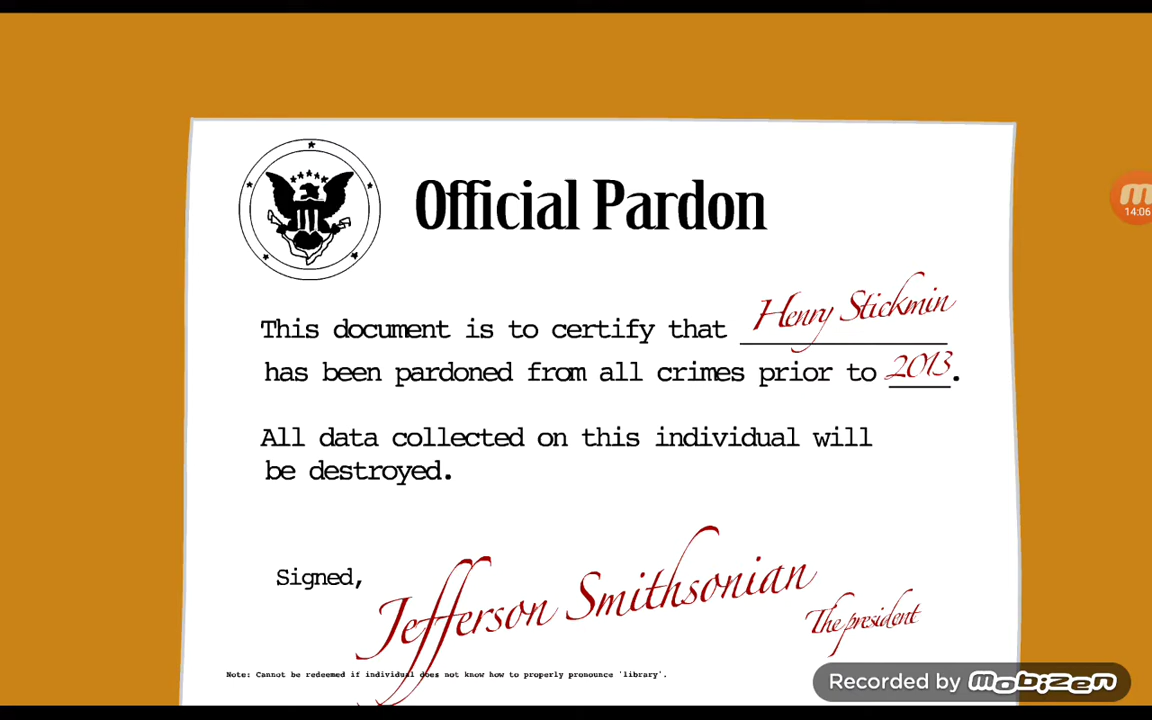 Official Pardon
This document is to certify that Henry Stickmin
has been pardoned from all crimes prior to 2013.
All data collected on this individual will
be destroyed.
Signed, Jefferson Smithsonian
The president
Note: Cannot be redeemed if individual does not know how to properly pronounce 'library'.
14:06
Recorded by mobizen